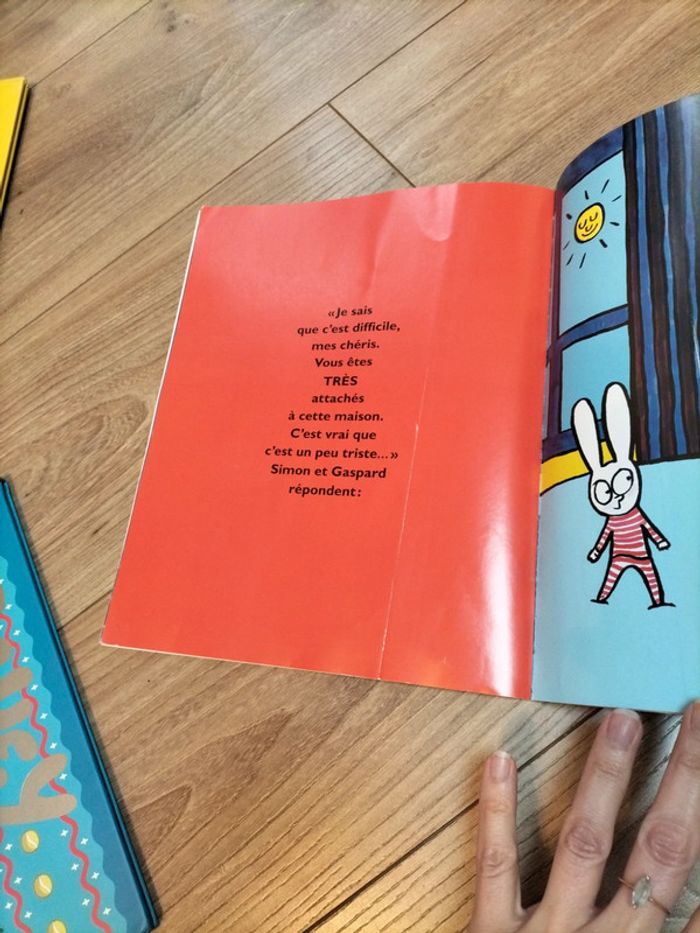 «Je sais
que c'est difficile,
mes chéris.
Vous êtes
TRÈS
attachés
à cette maison.
C'est vrai que
c'est un peu triste...»
Simon et Gaspard
répondent: